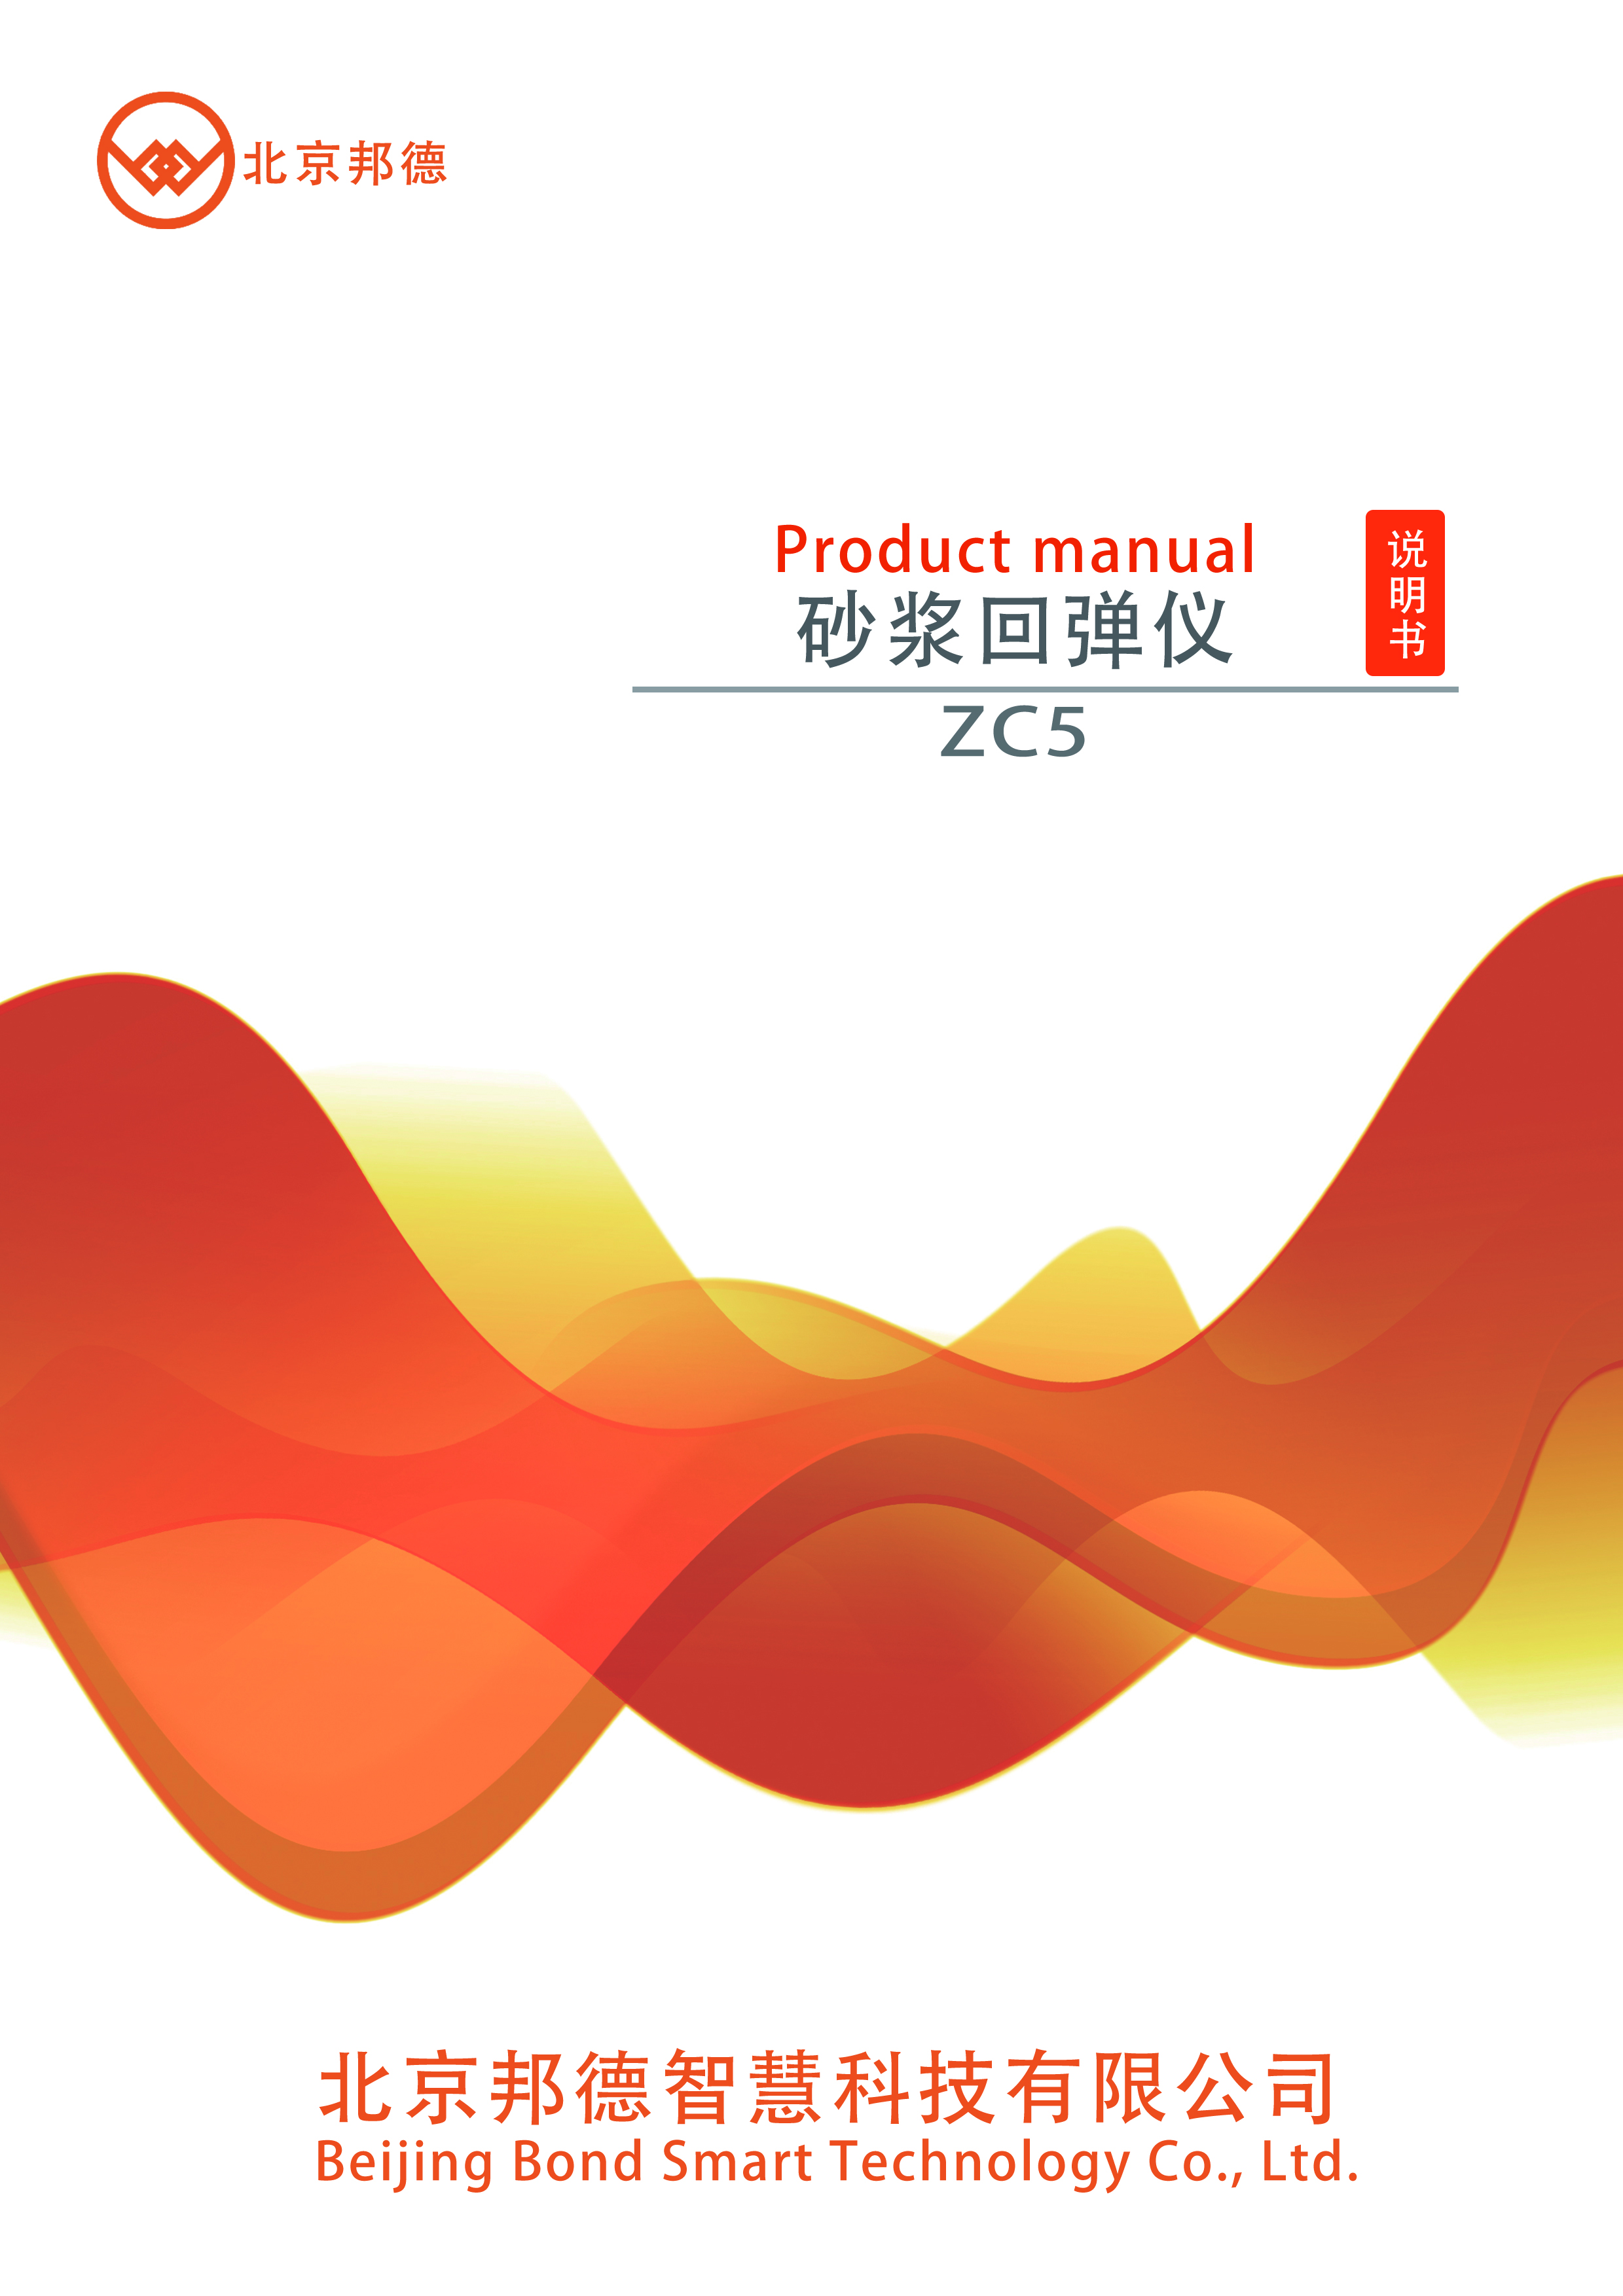 北京邦德
Product manual
砂浆回弹仪
说明书
ZC5
北京邦德智慧科技有限公司
Beijing Bond Smart Technology Co., Ltd.